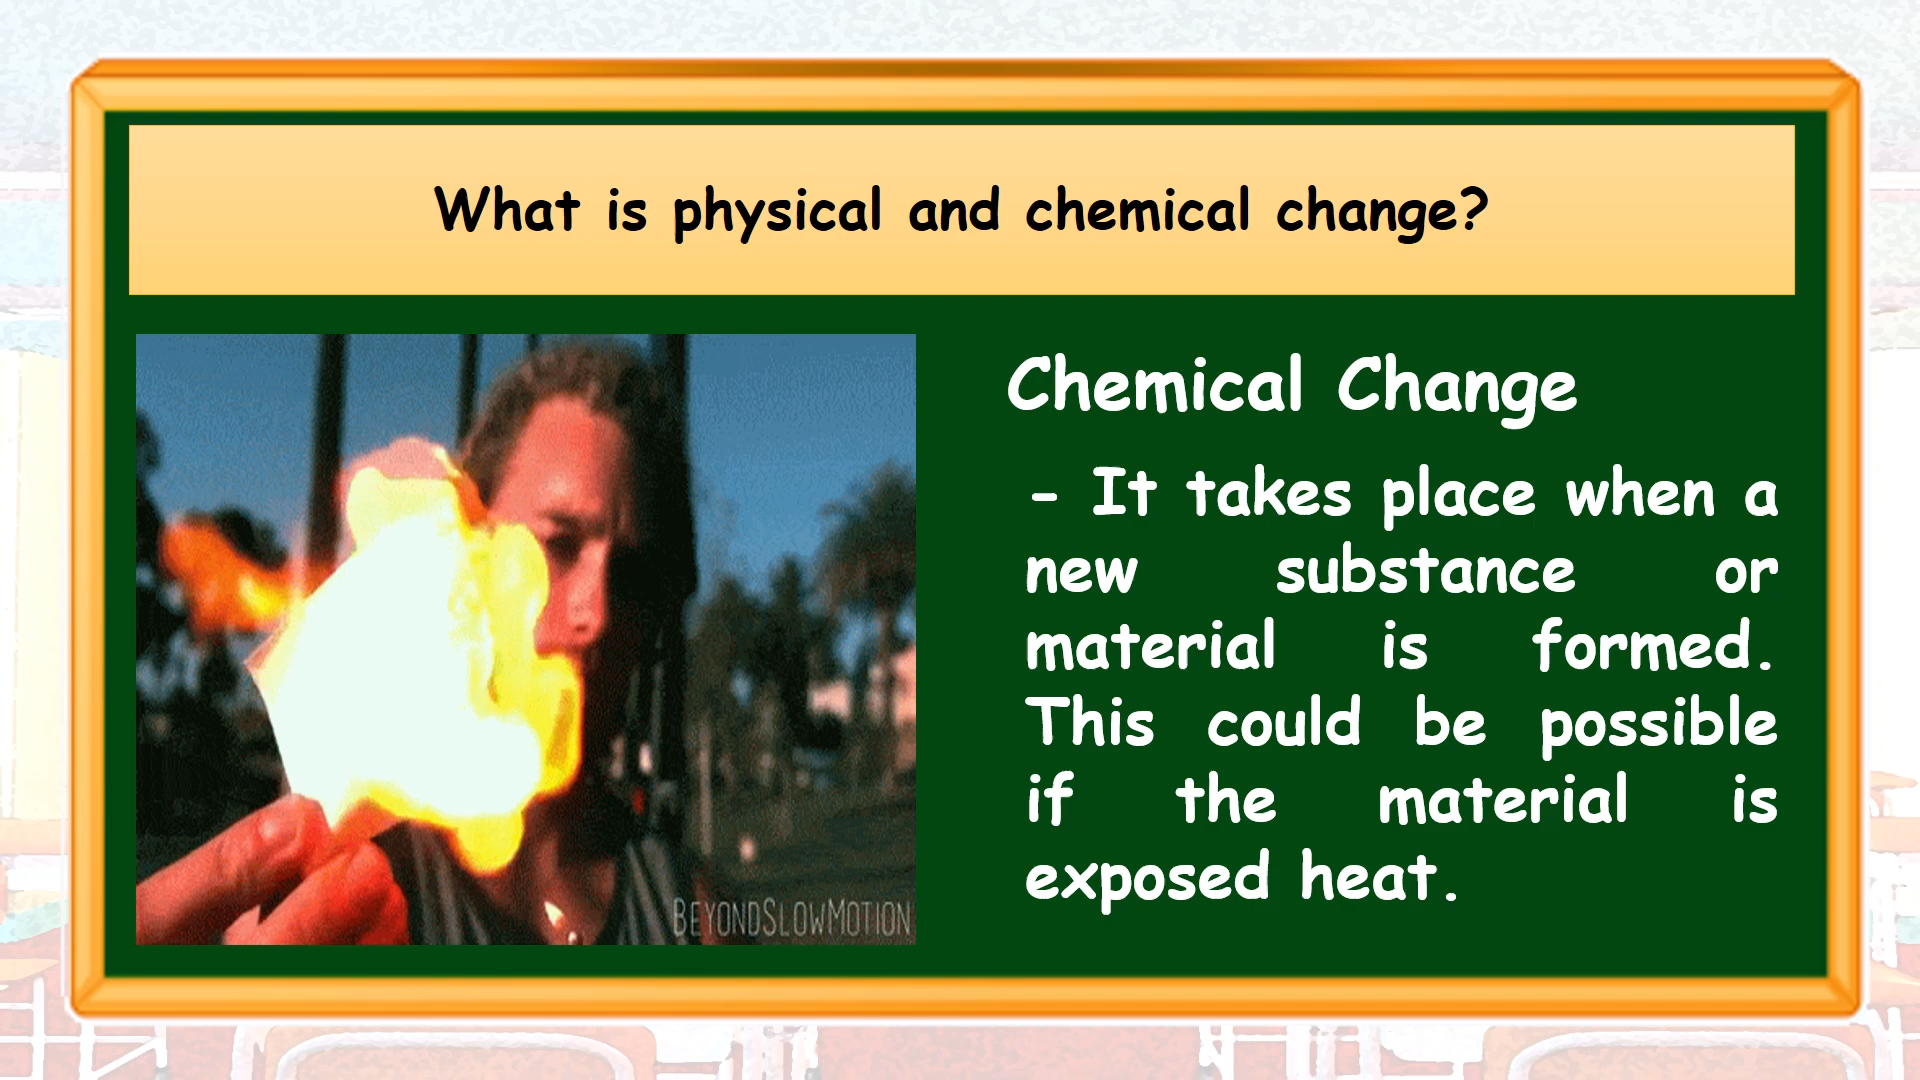 What is physical and chemical change?
Chemical Change
- It takes place when a
new substance or
material is formed.
This could be possible
if the material is
exposed heat.
BEYONDSLOWMOTION